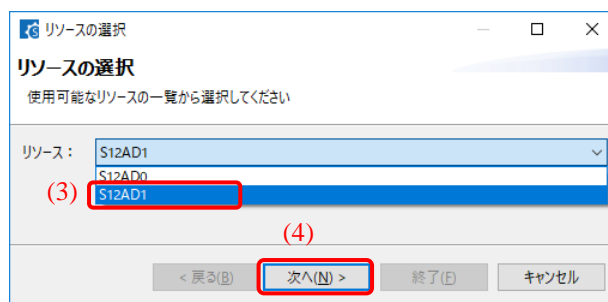 リソースの選択
リソースの選択
使用可能なリソースの一覧から選択してください
リソース： S12AD1
S12AD0
(3) S12AD1
(4)
< 戻る(B) 次へ(N) > 終了(F) キャンセル